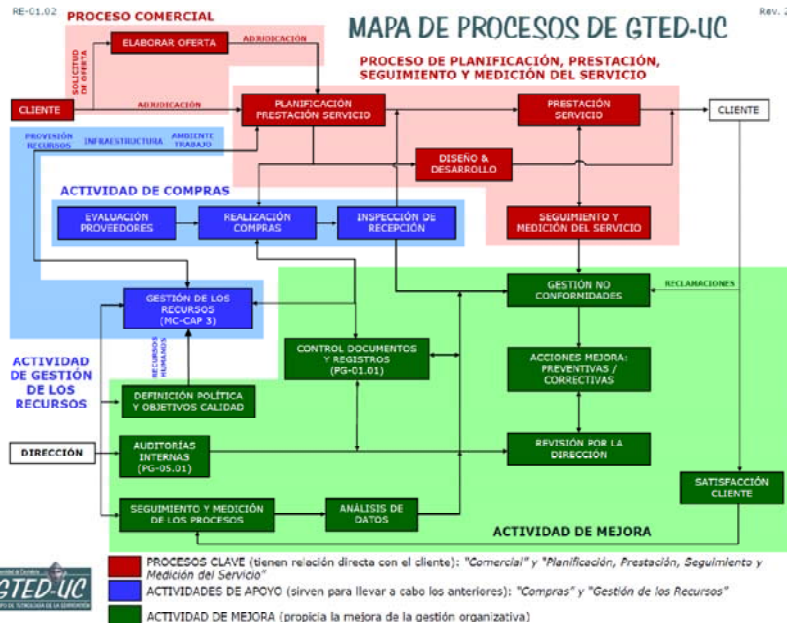 RE-01.02
Rev. 2
MAPA DE PROCESOS DE GTED-UC
PROCESO COMERCIAL
ELABORAR OFERTA
ADJUDICACIÓN
SOLICITUD
DE OFERTA
PROCESO DE PLANIFICACIÓN, PRESTACIÓN,
SEGUIMIENTO Y MEDICIÓN DEL SERVICIO
CLIENTE
ADJUDICACIÓN
PLANIFICACIÓN
PRESTACIÓN SERVICIO
PRESTACIÓN
SERVICIO
CLIENTE
PROVISIÓN
RECURSOS
INFRAESTRUCTURA
AMBIENTE
TRABAJO
DISEÑO &
DESARROLLO
ACTIVIDAD DE COMPRAS
EVALUACIÓN
PROVEEDORES
REALIZACIÓN
COMPRAS
INSPECCIÓN DE
RECEPCIÓN
SEGUIMIENTO Y
MEDICIÓN DEL SERVICIO
GESTIÓN DE LOS
RECURSOS
(MC-CAP 3)
GESTIÓN NO
CONFORMIDADES
RECLAMACIONES
RECURSOS
HUMANOS
CONTROL DOCUMENTOS
Y REGISTROS
(PG-01.01)
ACCIONES MEJORA:
PREVENTIVAS /
CORRECTIVAS
ACTIVIDAD
DE GESTIÓN
DE LOS
RECURSOS
DEFINICIÓN POLÍTICA
Y OBJETIVOS CALIDAD
DIRECCIÓN
AUDITORÍAS
INTERNAS
(PG-05.01)
REVISIÓN POR LA
DIRECCIÓN
SATISFACCIÓN
CLIENTE
SEGUIMIENTO Y MEDICIÓN
DE LOS PROCESOS
ANÁLISIS DE
DATOS
ACTIVIDAD DE MEJORA
GTED-UC
PROCESOS CLAVE (tienen relación directa con el cliente): "Comercial" y "Planificación, Prestación, Seguimiento y
Medición del Servicio"
ACTIVIDADES DE APOYO (sirven para llevar a cabo los anteriores): "Compras" y "Gestión de los Recursos"
ACTIVIDAD DE MEJORA (propicia la mejora de la gestión organizativa)